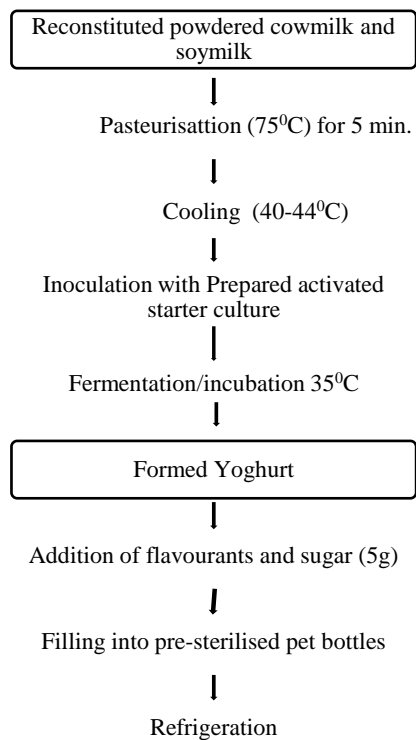 Reconstituted powdered cowmilk and
soymilk
Pasteurisattion (75⁰C) for 5 min.
Cooling (40-44⁰C)
Inoculation with Prepared activated
starter culture
Fermentation/incubation 35⁰C
Formed Yoghurt
Addition of flavourants and sugar (5g)
Filling into pre-sterilised pet bottles
Refrigeration